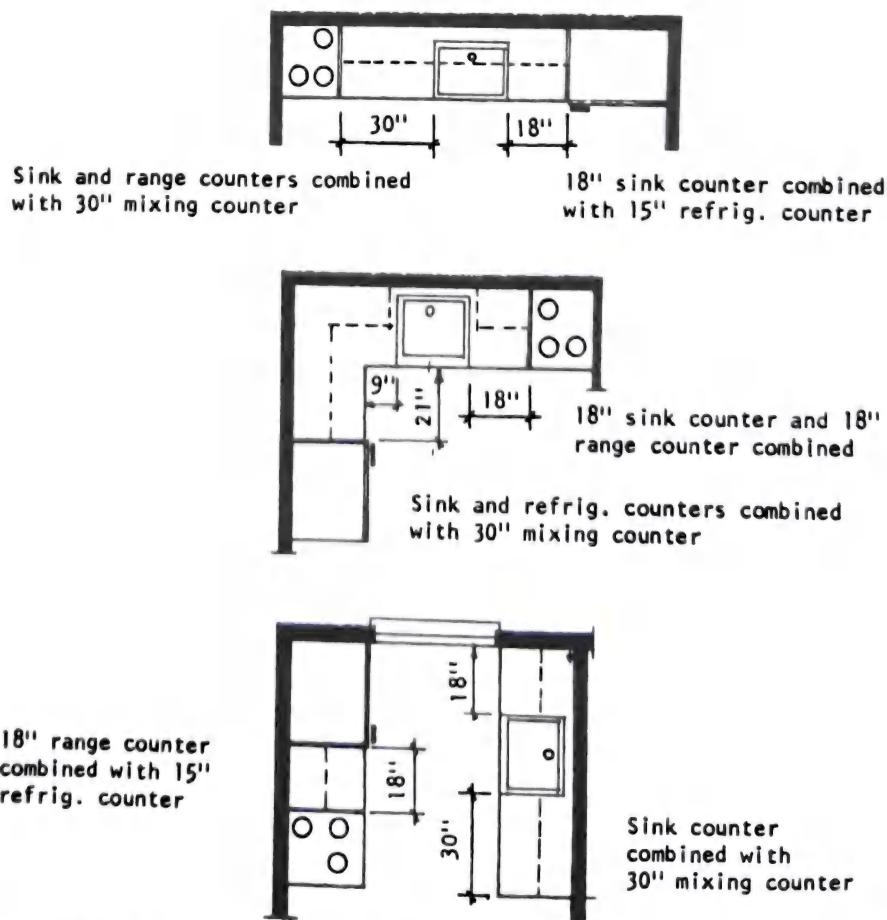 30"
18"
Sink and range counters combined
with 30" mixing counter
18" sink counter combined
with 15" refrig. counter
9"
21"
18"
18" sink counter and 18"
range counter combined
Sink and refrig. counters combined
with 30" mixing counter
18"
18" range counter
combined with 15"
refrig. counter
18"
30"
Sink counter
combined with
30" mixing counter